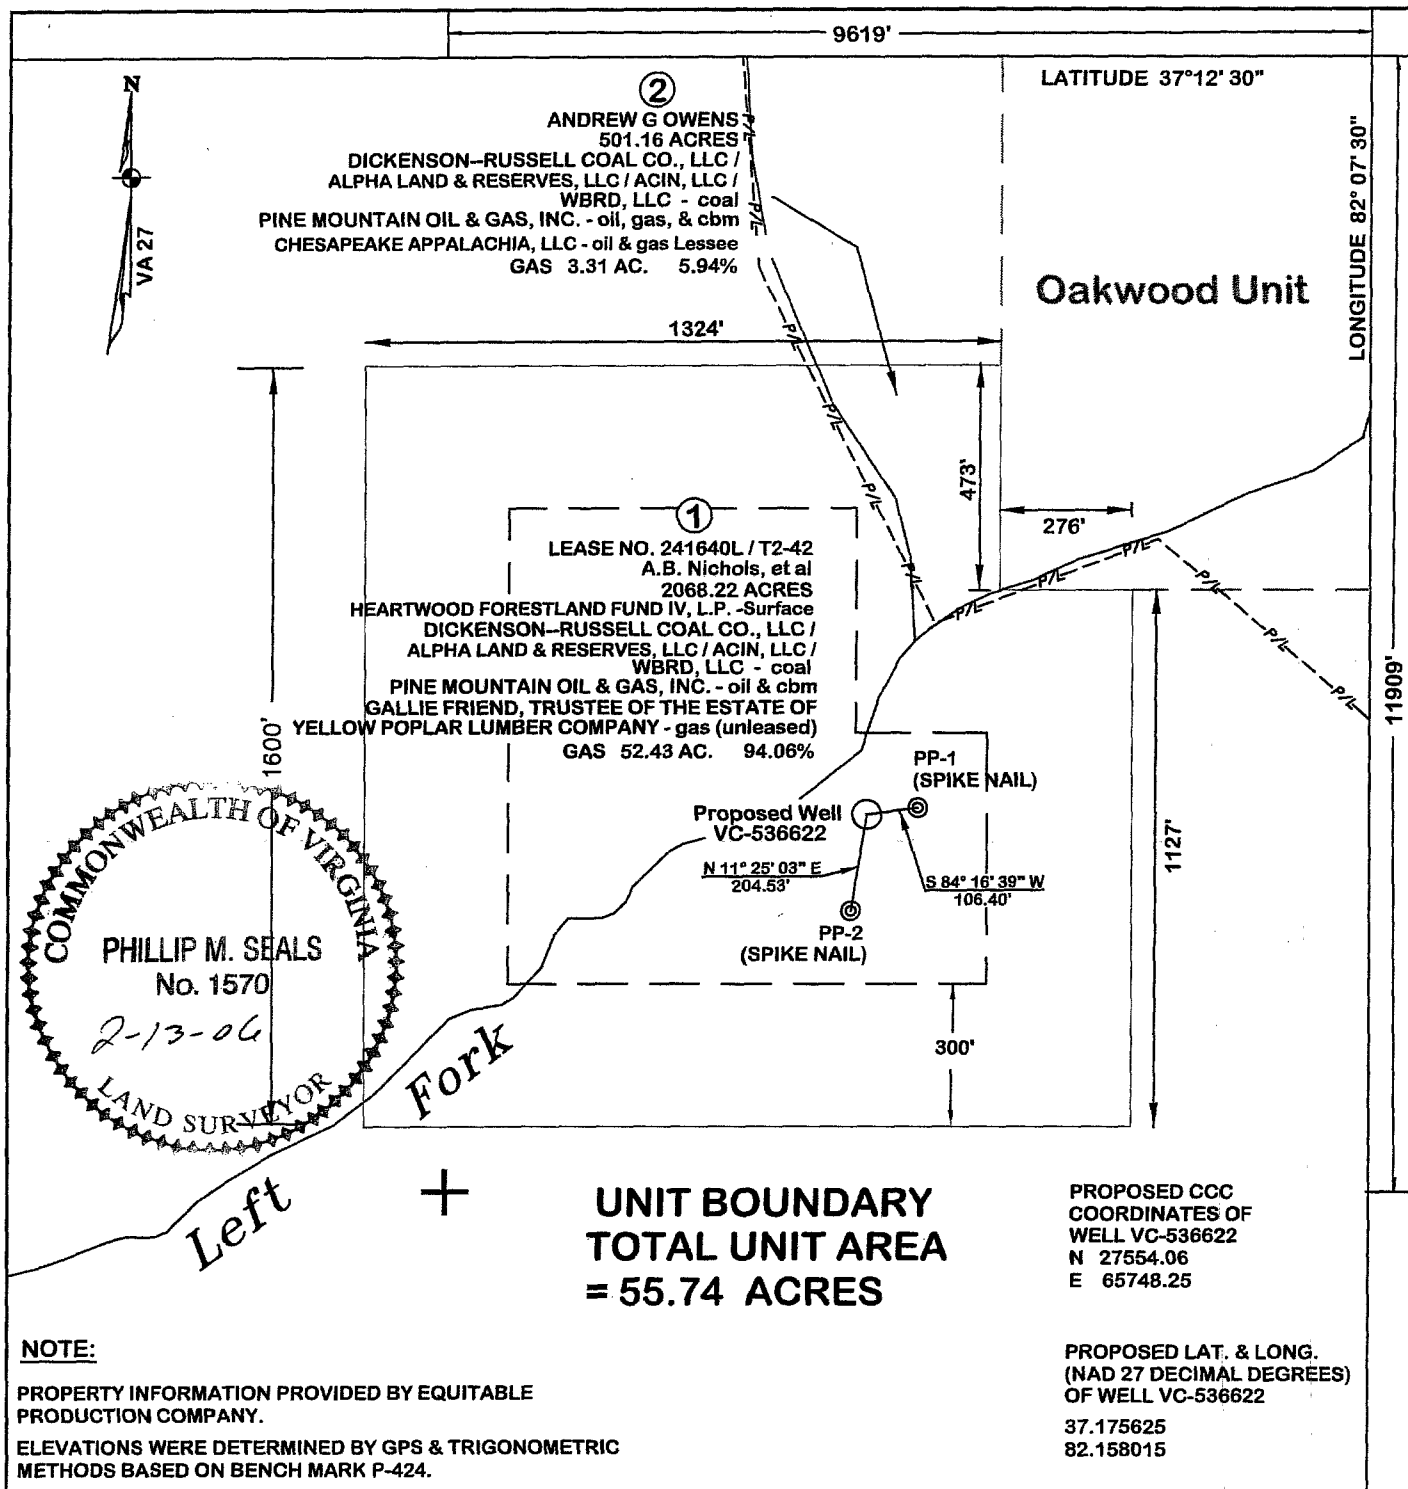 9619'
LATITUDE 37°12' 30"
LONGITUDE 82° 07' 30"
N
VA 27
2
ANDREW G OWENS
501.16 ACRES
DICKENSON--RUSSELL COAL CO., LLC /
ALPHA LAND & RESERVES, LLC / ACIN, LLC /
WBRD, LLC - coal
PINE MOUNTAIN OIL & GAS, INC. - oil, gas, & cbm
CHESAPEAKE APPALACHIA, LLC - oil & gas Lessee
GAS 3.31 AC. 5.94%
P/L
P/L
Oakwood Unit
1324'
P/L
P/L
P/L
P/L
473'
276'
P/L
P/L
P/L
P/L
P/L
P/L
11909'
1
LEASE NO. 241640L / T2-42
A.B. Nichols, et al
2068.22 ACRES
HEARTWOOD FORESTLAND FUND IV, L.P. -Surface
DICKENSON--RUSSELL COAL CO., LLC /
ALPHA LAND & RESERVES, LLC / ACIN, LLC /
WBRD, LLC - coal
PINE MOUNTAIN OIL & GAS, INC. - oil & cbm
GALLIE FRIEND, TRUSTEE OF THE ESTATE OF
YELLOW POPLAR LUMBER COMPANY - gas (unleased)
GAS 52.43 AC. 94.06%
1600'
PP-1
(SPIKE NAIL)
Proposed Well
VC-536622
N 11° 25' 03" E
204.53'
S 84° 16' 39" W
106.40'
PP-2
(SPIKE NAIL)
1127'
300'
COMMONWEALTH OF VIRGINIA
PHILLIP M. SEALS
No. 1570
2-13-06
LAND SURVEYOR
Left Fork
UNIT BOUNDARY
TOTAL UNIT AREA
= 55.74 ACRES
PROPOSED CCC
COORDINATES OF
WELL VC-536622
N 27554.06
E 65748.25
NOTE:
PROPERTY INFORMATION PROVIDED BY EQUITABLE
PRODUCTION COMPANY.
ELEVATIONS WERE DETERMINED BY GPS & TRIGONOMETRIC
METHODS BASED ON BENCH MARK P-424.
PROPOSED LAT. & LONG.
(NAD 27 DECIMAL DEGREES)
OF WELL VC-536622
37.175625
82.158015